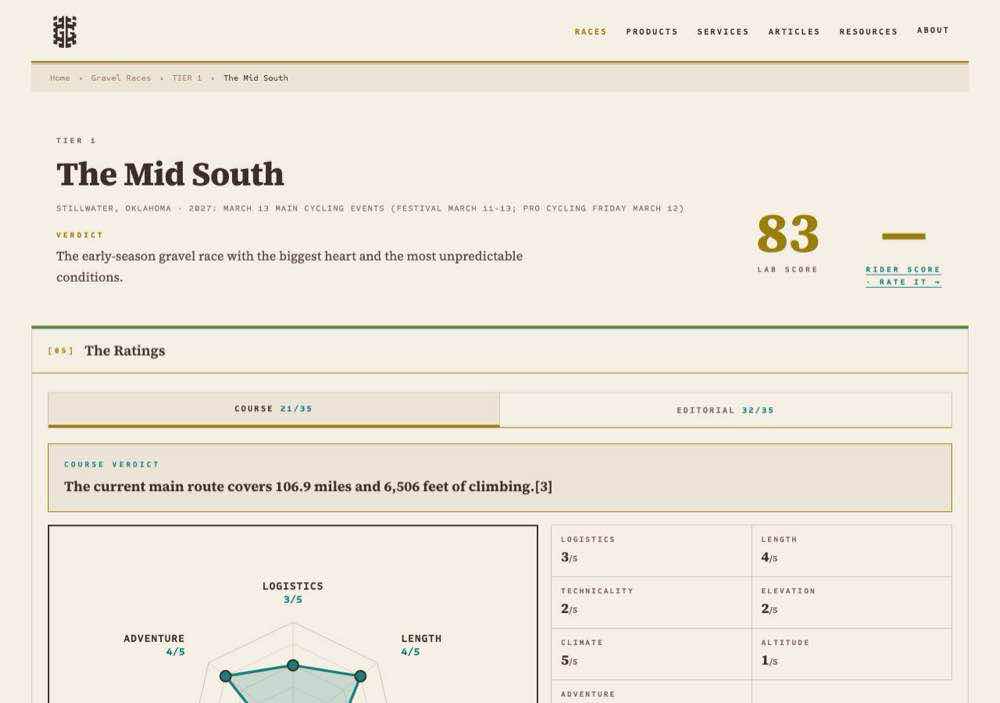 RACES PRODUCTS SERVICES ARTICLES RESOURCES ABOUT
Home › Gravel Races › TIER 1 › The Mid South
TIER 1
The Mid South
STILLWATER, OKLAHOMA · 2027: MARCH 13 MAIN CYCLING EVENTS (FESTIVAL MARCH 11-13; PRO CYCLING FRIDAY MARCH 12)
VERDICT
The early-season gravel race with the biggest heart and the most unpredictable
conditions.
83
LAB SCORE
—
RIDER SCORE
· RATE IT →
[05] The Ratings
COURSE 21/35
EDITORIAL 32/35
COURSE VERDICT
The current main route covers 106.9 miles and 6,506 feet of climbing.[3]
LOGISTICS
3/5
ADVENTURE
4/5
LENGTH
4/5
LOGISTICS
3/5
LENGTH
4/5
TECHNICALITY
2/5
ELEVATION
2/5
CLIMATE
5/5
ALTITUDE
1/5
ADVENTURE